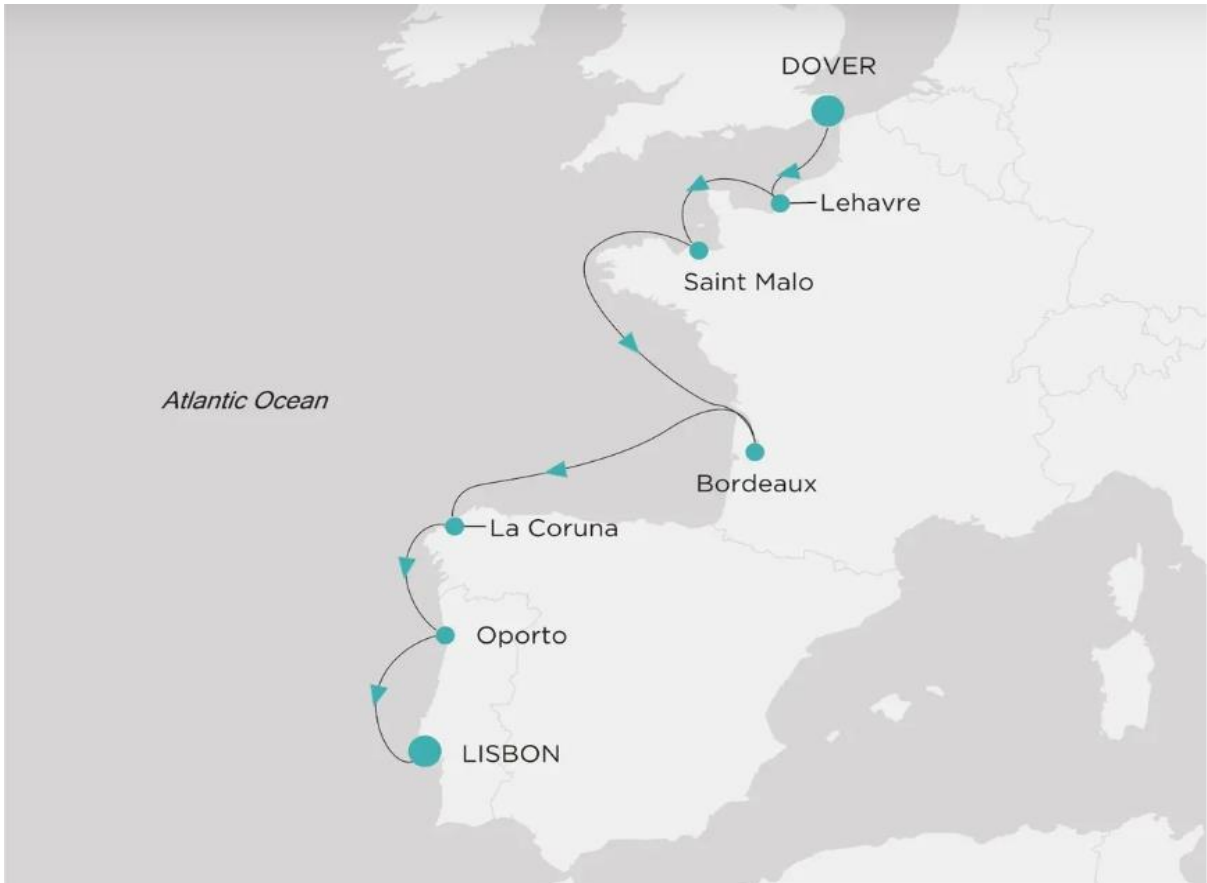 DOVER
Lehavre
Saint Malo
Atlantic Ocean
Bordeaux
La Coruna
Oporto
LISBON